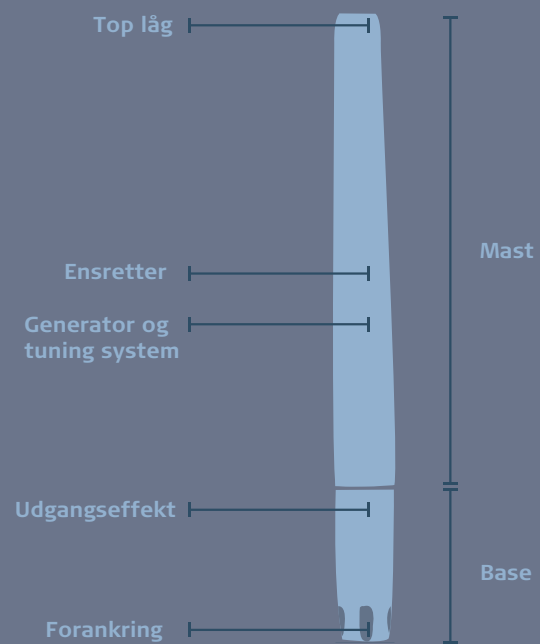 Top låg
Mast
Ensretter
Generator og
tuning system
Udgangseffekt
Base
Forankring